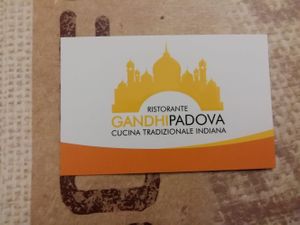 RISTORANTE
GANDHIPADOVA
CUCINA TRADIZIONALE INDIANA